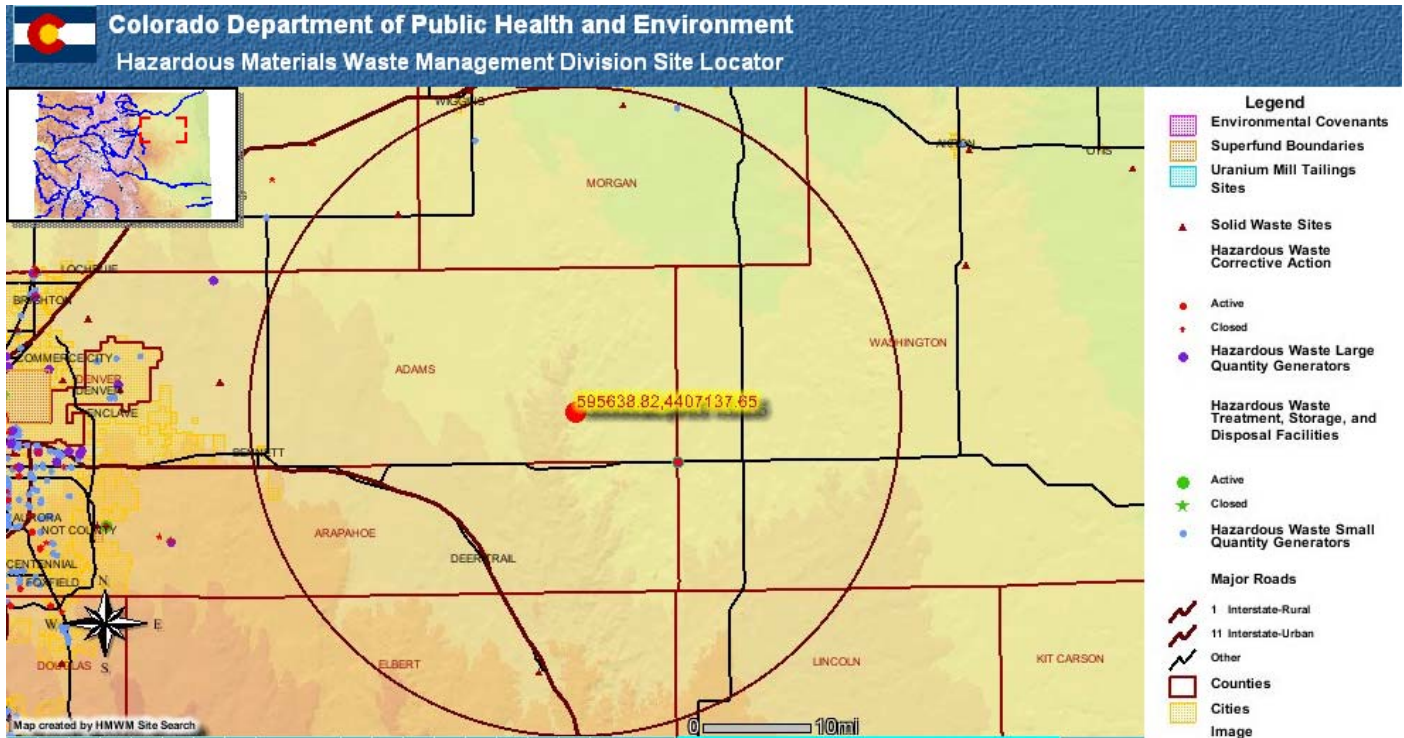 Colorado Department of Public Health and Environment
Hazardous Materials Waste Management Division Site Locator
WIGGINS
AKRON
OTIS
MORGAN
S
LOCHBUIE
BRIGHTON
WASHINGTON
COMMERCE CITY
ADAMS
DENVER
DENVER
ENCLAVE
595638.82,4407137.65
BENNETT
AURORA
NOT COUNTY
ARAPAHOE
DEER TRAIL
CENTENNIAL
FOXFIELD
N
W
E
S
DOUGLAS
ELBERT
LINCOLN
KIT CARSON
Map created by HMWM Site Search
0 10mi
Legend
Environmental Covenants
Superfund Boundaries
Uranium Mill Tailings
Sites
Solid Waste Sites
Hazardous Waste
Corrective Action
Active
Closed
Hazardous Waste Large
Quantity Generators
Hazardous Waste
Treatment, Storage, and
Disposal Facilities
Active
Closed
Hazardous Waste Small
Quantity Generators
Major Roads
1 Interstate-Rural
11 Interstate-Urban
Other
Counties
Cities
Image